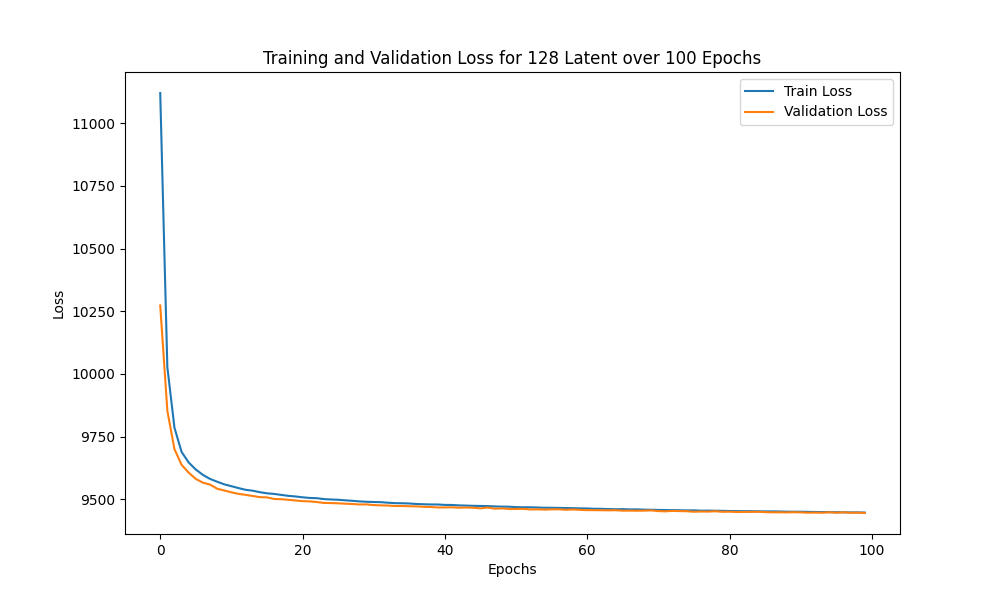 Training and Validation Loss for 128 Latent over 100 Epochs
Train Loss
Validation Loss
11000
10750
10500
10250
10000
9750
9500
Loss
0 20 40 60 80 100
Epochs